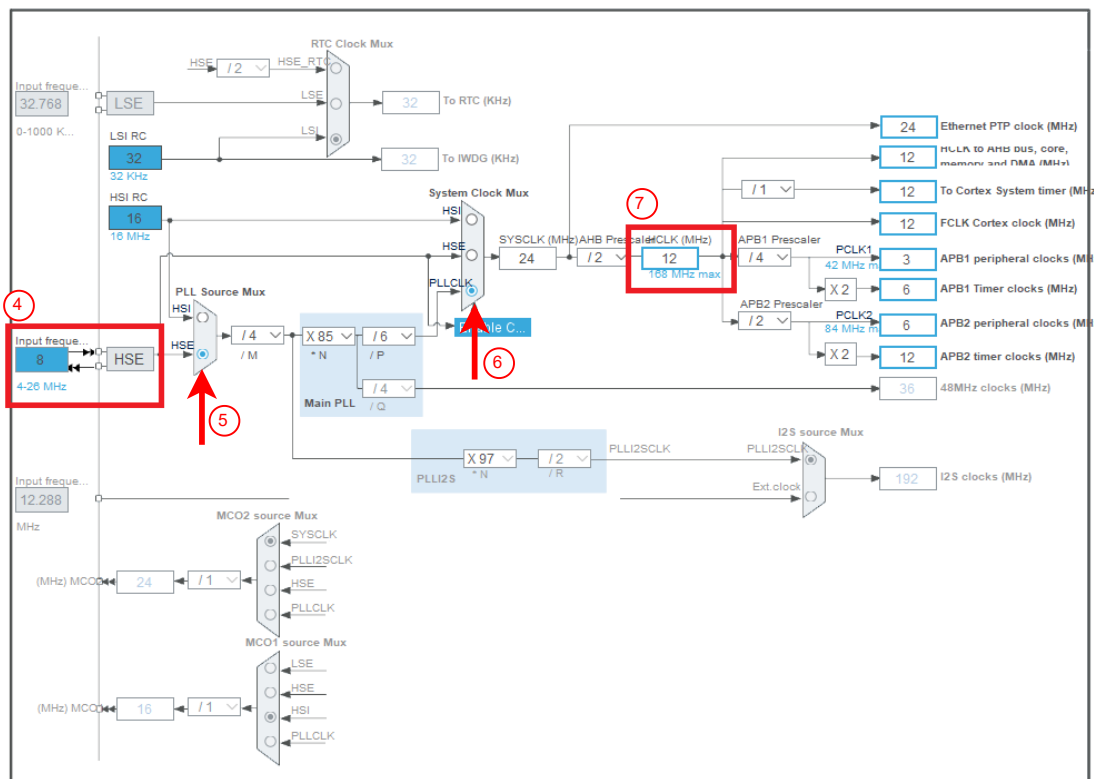 RTC Clock Mux
HSE
/ 2
HSE_RTC
Input freque...
32.768
LSE
LSE
32
To RTC (KHz)
0-1000 K...
LSI RC
32
32 KHz
LSI
32
To IWDG (KHz)
24
Ethernet PTP clock (MHz)
12
HCLK to AHB bus, core,
memory and DMA (MHz)
HSI RC
16
16 MHz
System Clock Mux
HSI
HSE
PLLCLK
/ 1
12
To Cortex System timer (MHz
12
FCLK Cortex clock (MHz)
7
SYSCLK (MHz)
24
AHB Prescaler
/ 2
HCLK (MHz)
12
168 MHz max
APB1 Prescaler
/ 4
PCLK1
42 MHz m
3
APB1 peripheral clocks (MH
X 2
6
APB1 Timer clocks (MHz)
APB2 Prescaler
/ 2
PCLK2
84 MHz m
6
APB2 peripheral clocks (MH
X 2
12
APB2 timer clocks (MHz)
4
Input freque...
8
HSE
4-26 MHz
PLL Source Mux
HSI
HSE
5
/ 4
/ M
X 85
* N
/ 6
/ P
/ 4
/ Q
Main PLL
6
36
48MHz clocks (MHz)
X 97
* N
/ 2
/ R
PLLI2S
PLLI2SCLK
I2S source Mux
PLLI2SCLK
Ext.clock
192
I2S clocks (MHz)
Input freque...
12.288
MHz
MCO2 source Mux
SYSCLK
PLLI2SCLK
HSE
PLLCLK
(MHz) MCO
24
/ 1
MCO1 source Mux
LSE
HSE
HSI
PLLCLK
(MHz) MCO
16
/ 1